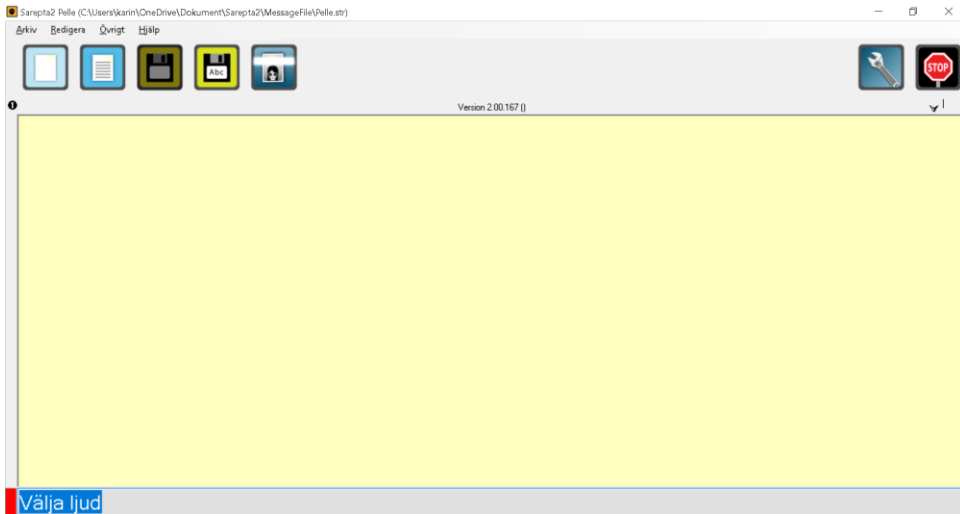 Sarepta2 Pelle (C:\Users\karin\OneDrive\Dokument\Sarepta2\MessageFile\Pelle.str)
Arkiv Redigera Övrigt Hjälp
Abc
STOP
1
Version 2.00.167 ()
Välja ljud